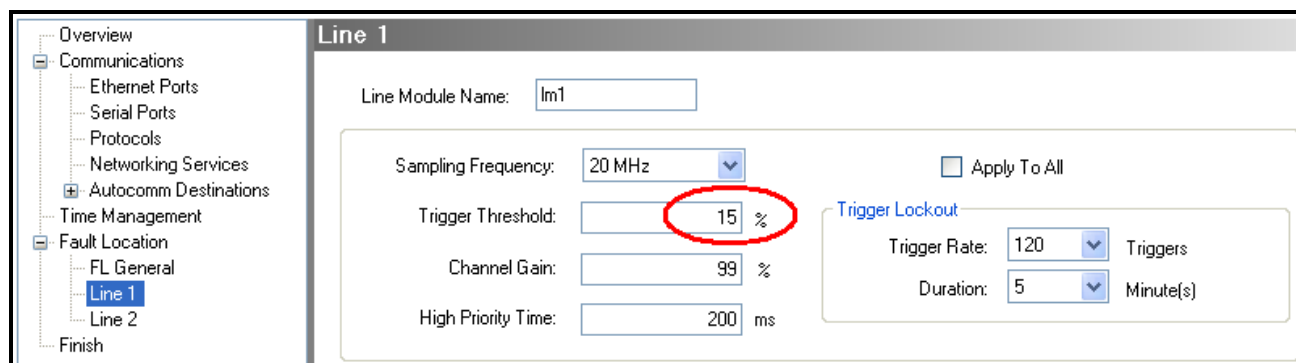 Overview
Communications
Ethernet Ports
Serial Ports
Protocols
Networking Services
Autocomm Destinations
Time Management
Fault Location
FL General
Line 1
Line 2
Finish
Line 1
Line Module Name: lm1
Sampling Frequency: 20 MHz
Trigger Threshold: 15 %
Channel Gain: 99 %
High Priority Time: 200 ms
Apply To All
Trigger Lockout
Trigger Rate: 120 Triggers
Duration: 5 Minute(s)